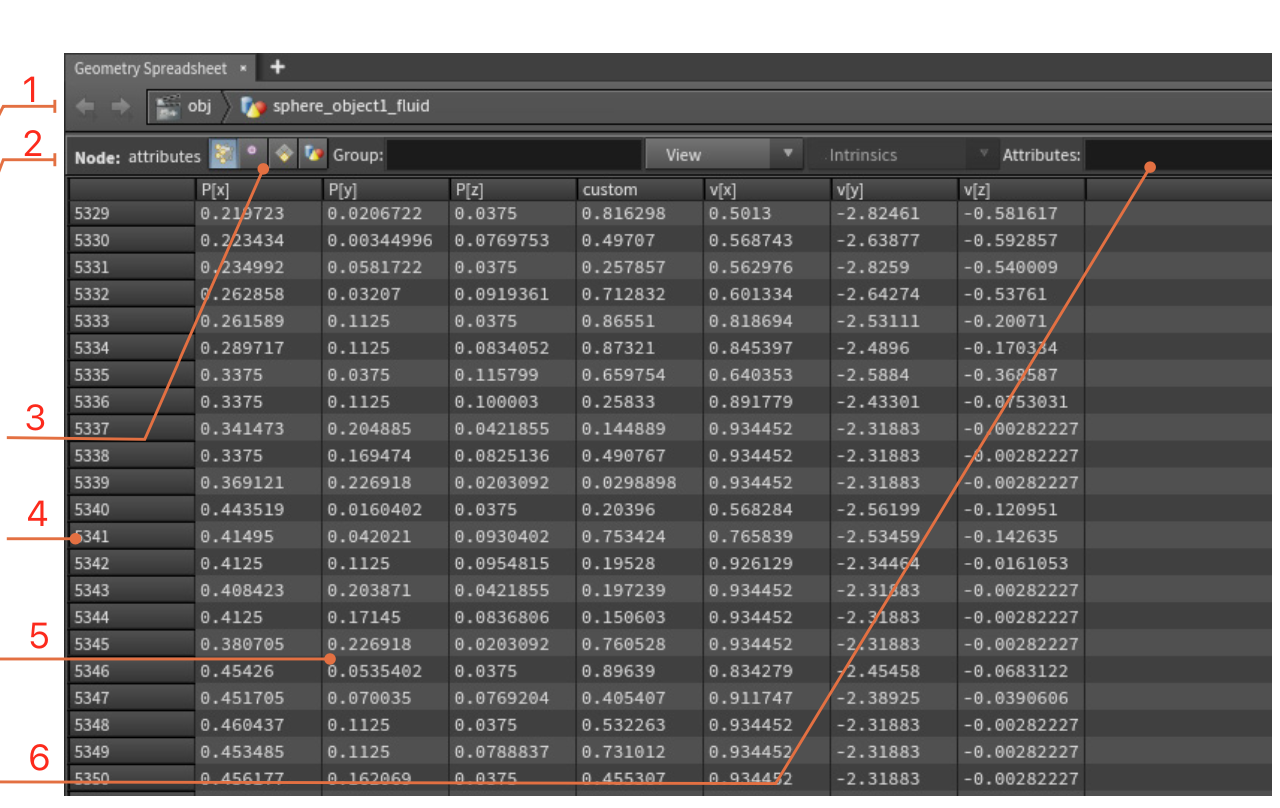 Geometry Spreadsheet × +
1
obj sphere_object1_fluid
2
Node: attributes Group: View Intrinsics Attributes:
P[x] P[y] P[z] custom v[x] v[y] v[z]
5329 0.219723 0.0206722 0.0375 0.816298 0.5013 -2.82461 -0.581617
5330 0.223434 0.00344996 0.0769753 0.49707 0.568743 -2.63877 -0.592857
5331 0.234992 0.0581722 0.0375 0.257857 0.562976 -2.8259 -0.540009
5332 0.262858 0.03207 0.0919361 0.712832 0.601334 -2.64274 -0.53761
5333 0.261589 0.1125 0.0375 0.86551 0.818694 -2.53111 -0.20071
5334 0.289717 0.1125 0.0834052 0.87321 0.845397 -2.4896 -0.170334
5335 0.3375 0.0375 0.115799 0.659754 0.640353 -2.5884 -0.368587
5336 0.3375 0.1125 0.100003 0.25833 0.891779 -2.43301 -0.0753031
3
5337 0.341473 0.204885 0.0421855 0.144889 0.934452 -2.31883 -0.00282227
5338 0.3375 0.169474 0.0825136 0.490767 0.934452 -2.31883 -0.00282227
5339 0.369121 0.226918 0.0203092 0.0298898 0.934452 -2.31883 -0.00282227
5340 0.443519 0.0160402 0.0375 0.20396 0.568284 -2.56199 -0.120951
4
5341 0.41495 0.042021 0.0930402 0.753424 0.765839 -2.53459 -0.142635
5342 0.4125 0.1125 0.0954815 0.19528 0.926129 -2.34464 -0.0161053
5343 0.408423 0.203871 0.0421855 0.197239 0.934452 -2.31883 -0.00282227
5344 0.4125 0.17145 0.0836806 0.150603 0.934452 -2.31883 -0.00282227
5
5345 0.380705 0.226918 0.0203092 0.760528 0.934452 -2.31883 -0.00282227
5346 0.45426 0.0535402 0.0375 0.89639 0.834279 -2.45458 -0.0683122
5347 0.451705 0.070035 0.0769204 0.405407 0.911747 -2.38925 -0.0390606
5348 0.460437 0.1125 0.0375 0.532263 0.934452 -2.31883 -0.00282227
5349 0.453485 0.1125 0.0788837 0.731012 0.934452 -2.31883 -0.00282227
6
5350 0.456177 0.162069 0.0375 0.455307 0.934452 -2.31883 -0.00282227